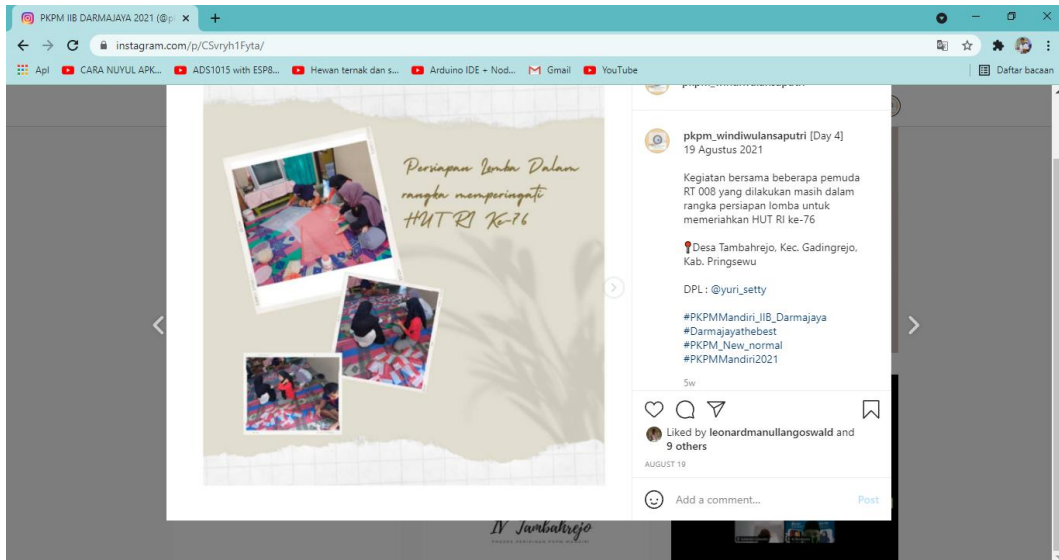 PKPM IIB DARMAJAYA 2021 (@p
instagram.com/p/CSvryh1Fyta/
Apl
CARA NUYUL APK...
ADS1015 with ESP8...
Hewan ternak dan s...
Arduino IDE + Nod...
Gmail
YouTube
Daftar bacaan
Persiapan Lomba Dalam
rangka memperingati
HUT RI Ke-76
pkpm_windiwulansaputri
pkpm_windiwulansaputri [Day 4]
19 Agustus 2021
Kegiatan bersama beberapa pemuda
RT 008 yang dilakukan masih dalam
rangka persiapan lomba untuk
memeriahkan HUT RI ke-76
Desa Tambahrejo, Kec. Gadingrejo,
Kab. Pringsewu
DPL : @yuri_setty
#PKPMMandiri_IIB_Darmajaya
#Darmajayathebest
#PKPM_New_normal
#PKPMMandiri2021
5w
Liked by leonardmanullangoswald and
9 others
AUGUST 19
Add a comment...
Post
IV Tambahrejo